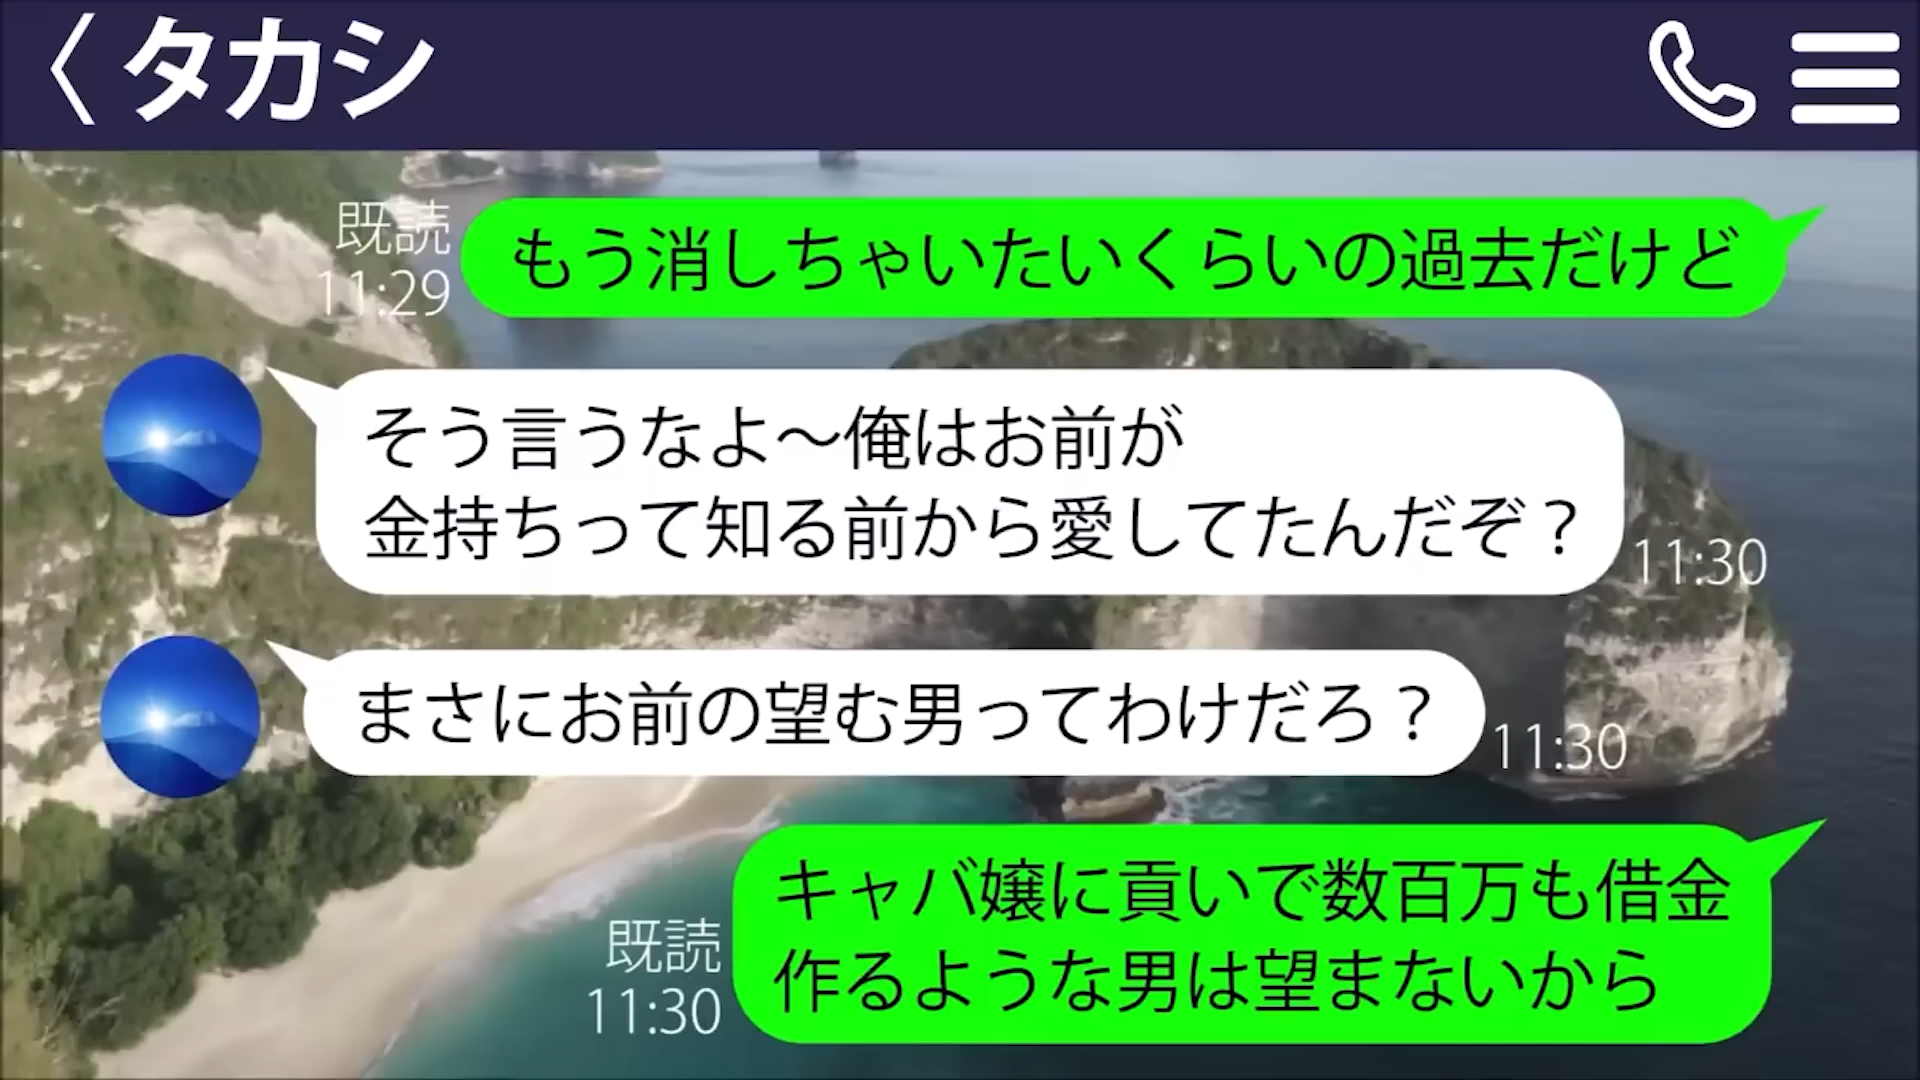 タカシ
もう消しちゃいたいくらいの過去だけど
既読
11:29
そう言うなよ～俺はお前が
金持ちって知る前から愛してたんだぞ？
11:30
まさにお前の望む男ってわけだろ？
11:30
キャバ嬢に貢いで数百万も借金
作るような男は望まないから
既読
11:30